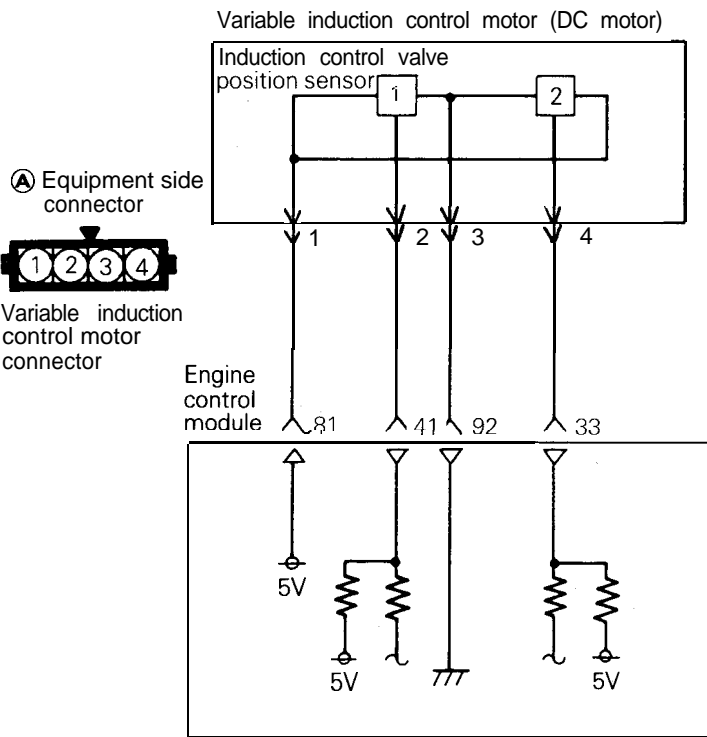 Variable induction control motor (DC motor)
Induction control valve
position sensor
1
2
Ⓐ Equipment side
connector
1 2 3 4
1 2 3 4
Variable induction
control motor
connector
Engine
control
module
81 41 92 33
5V
5V
5V